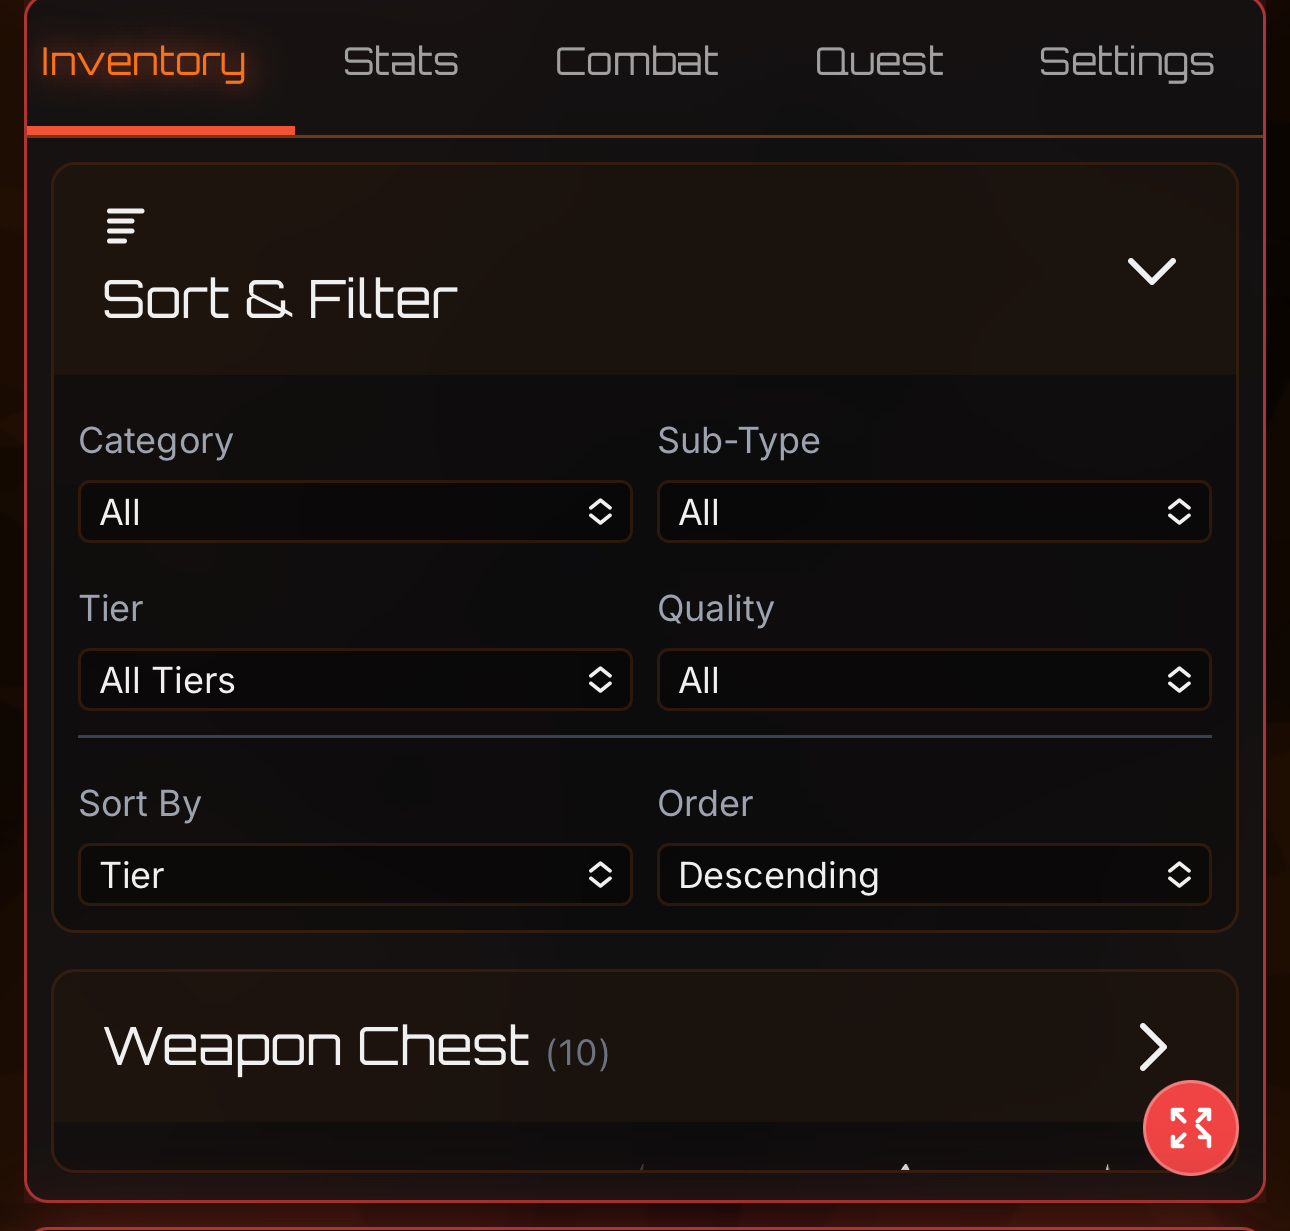 Inventory Stats Combat Quest Settings
Sort & Filter
Category Sub-Type
All All
Tier Quality
All Tiers All
Sort By Order
Tier Descending
Weapon Chest (10)